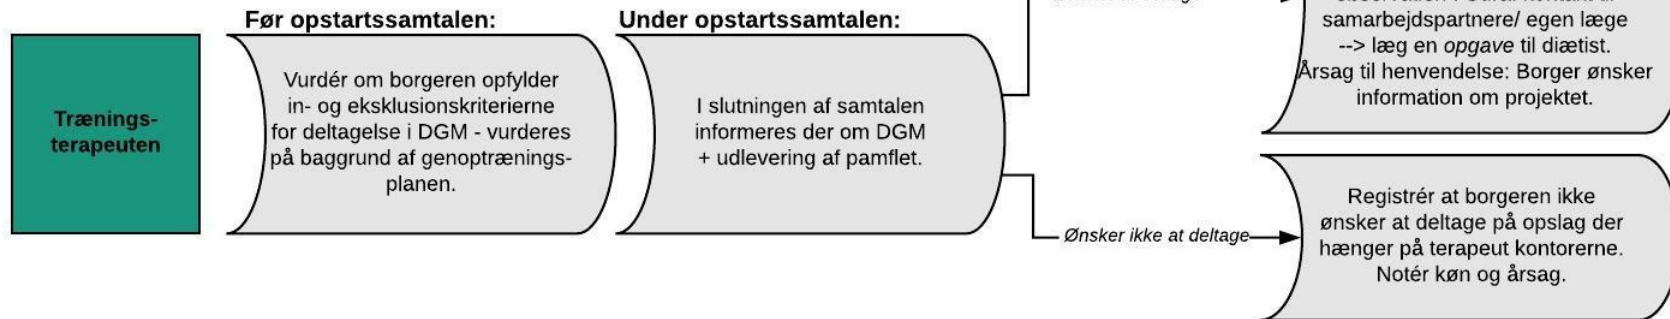 Før opstartssamtalen:
Under opstartssamtalen:
Trænings-
terapeuten
Vurdér om borgeren opfylder
in- og eksklusionskriterierne
for deltagelse i DGM - vurderes
på baggrund af genoptrænings-
planen.
I slutningen af samtalen
informeres der om DGM
+ udlevering af pamflet.
samarbejdspartnere/ egen læge
--> læg en opgave til diætist.
Årsag til henvendelse: Borger ønsker
information om projektet.
Ønsker ikke at deltage
Registrér at borgeren ikke
ønsker at deltage på opslag der
hænger på terapeut kontorerne.
Notér køn og årsag.